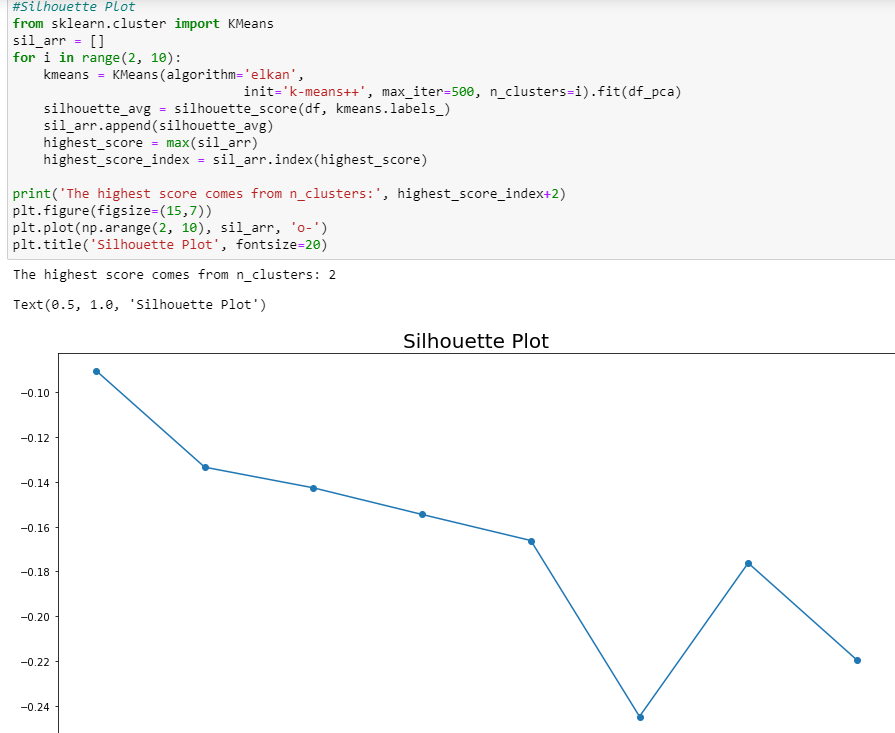 #Silhouette Plot
from sklearn.cluster import KMeans
sil_arr = []
for i in range(2, 10):
    kmeans = KMeans(algorithm='elkan',
                              init='k-means++', max_iter=500, n_clusters=i).fit(df_pca)
    silhouette_avg = silhouette_score(df, kmeans.labels_)
    sil_arr.append(silhouette_avg)
    highest_score = max(sil_arr)
    highest_score_index = sil_arr.index(highest_score)

print('The highest score comes from n_clusters:', highest_score_index+2)
plt.figure(figsize=(15,7))
plt.plot(np.arange(2, 10), sil_arr, 'o-')
plt.title('Silhouette Plot', fontsize=20)
The highest score comes from n_clusters: 2
Text(0.5, 1.0, 'Silhouette Plot')
Silhouette Plot
−0.10
−0.12
−0.14
−0.16
−0.18
−0.20
−0.22
−0.24